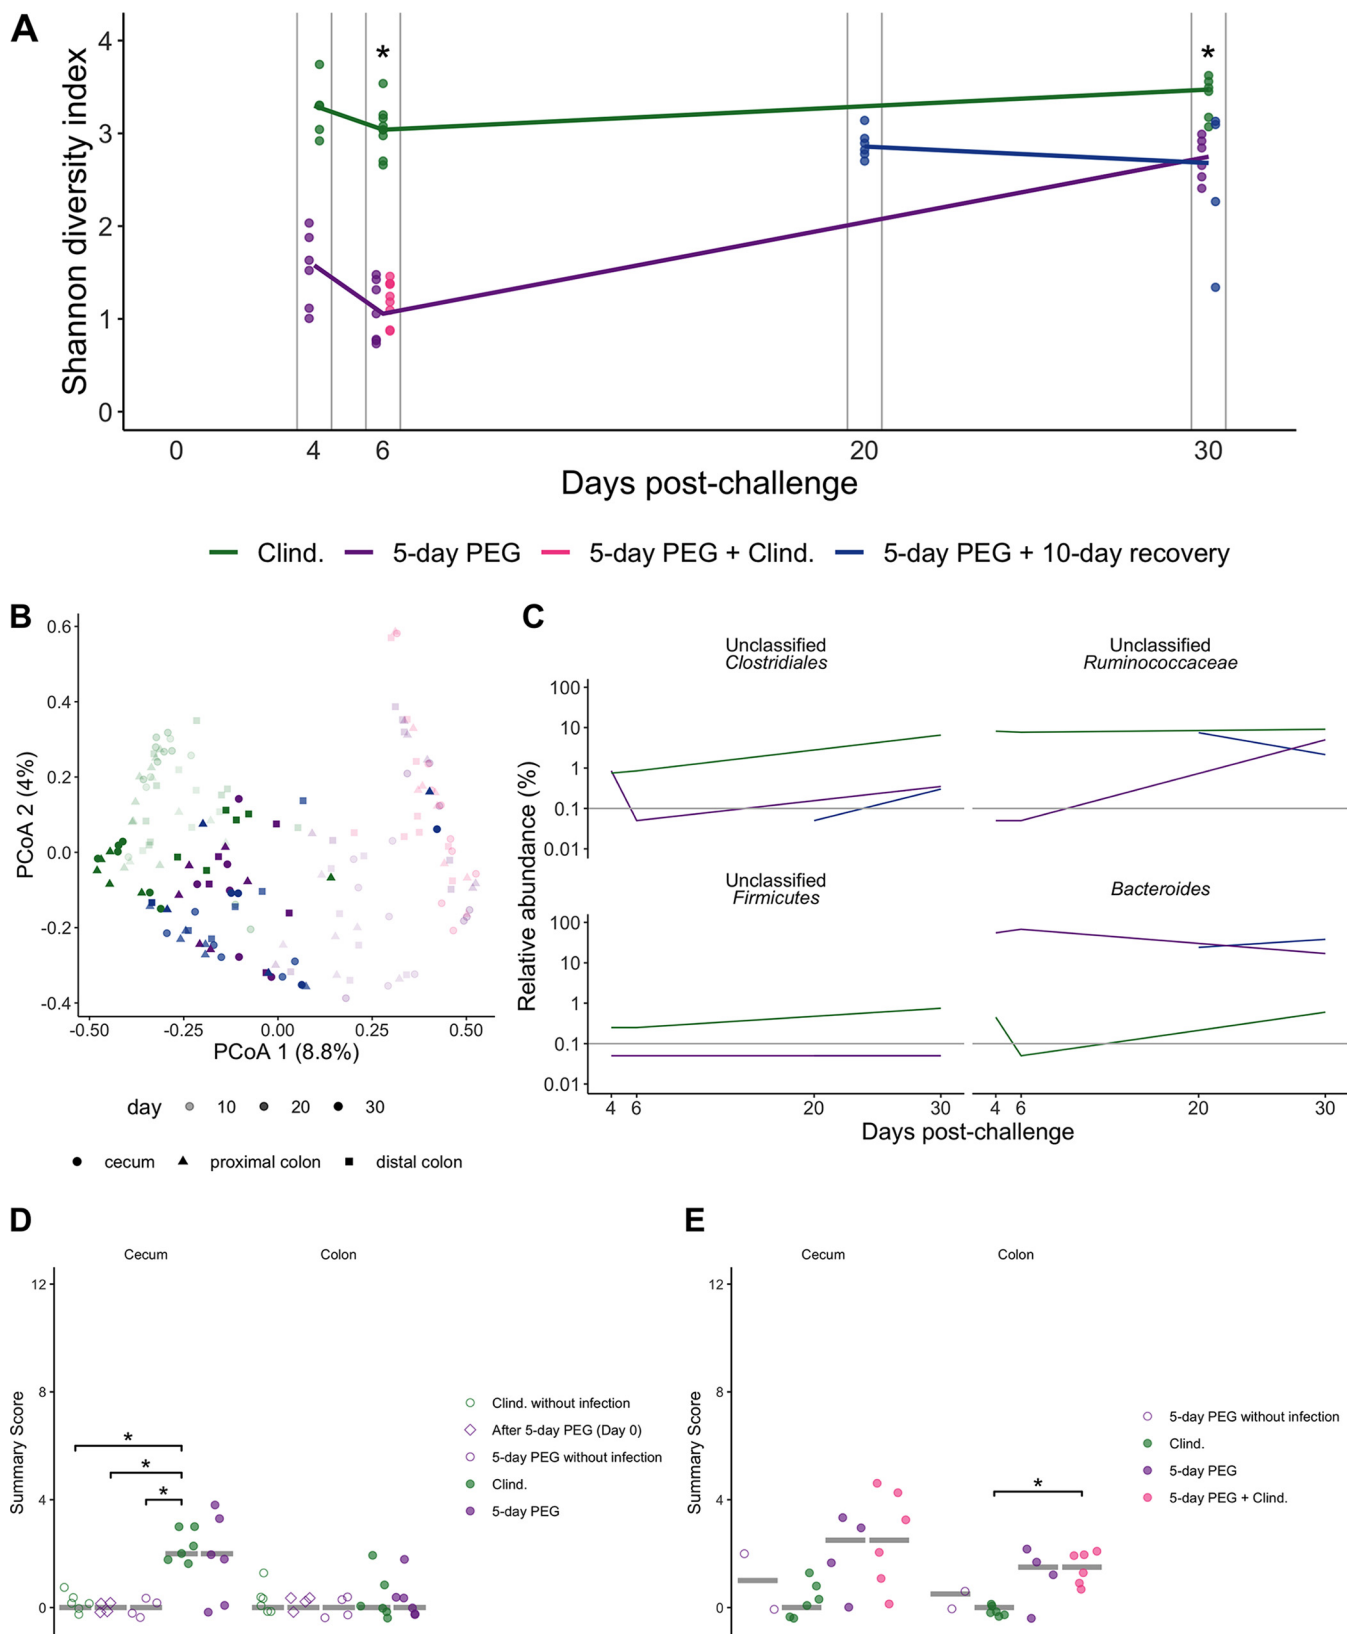 A
Shannon diversity index
4
3
2
1
0
*
*
0 4 6 20 30
Days post-challenge
Clind. 5-day PEG 5-day PEG + Clind. 5-day PEG + 10-day recovery
B
PCoA 2 (4%)
0.6
0.4
0.2
0.0
-0.2
-0.4
-0.50 -0.25 0.00 0.25 0.50
PCoA 1 (8.8%)
day 10 20 30
cecum proximal colon distal colon
C
Relative abundance (%)
Unclassified
Clostridiales
Unclassified
Ruminococcaceae
100
10
1
0.1
0.01
Unclassified
Firmicutes
Bacteroides
100
10
1
0.1
0.01
4 6 20 30 4 6 20 30
Days post-challenge
D
Cecum Colon
Summary Score
12
8
4
0
*
*
*
Clind. without infection
After 5-day PEG (Day 0)
5-day PEG without infection
Clind.
5-day PEG
E
Cecum Colon
Summary Score
12
8
4
0
*
5-day PEG without infection
Clind.
5-day PEG
5-day PEG + Clind.